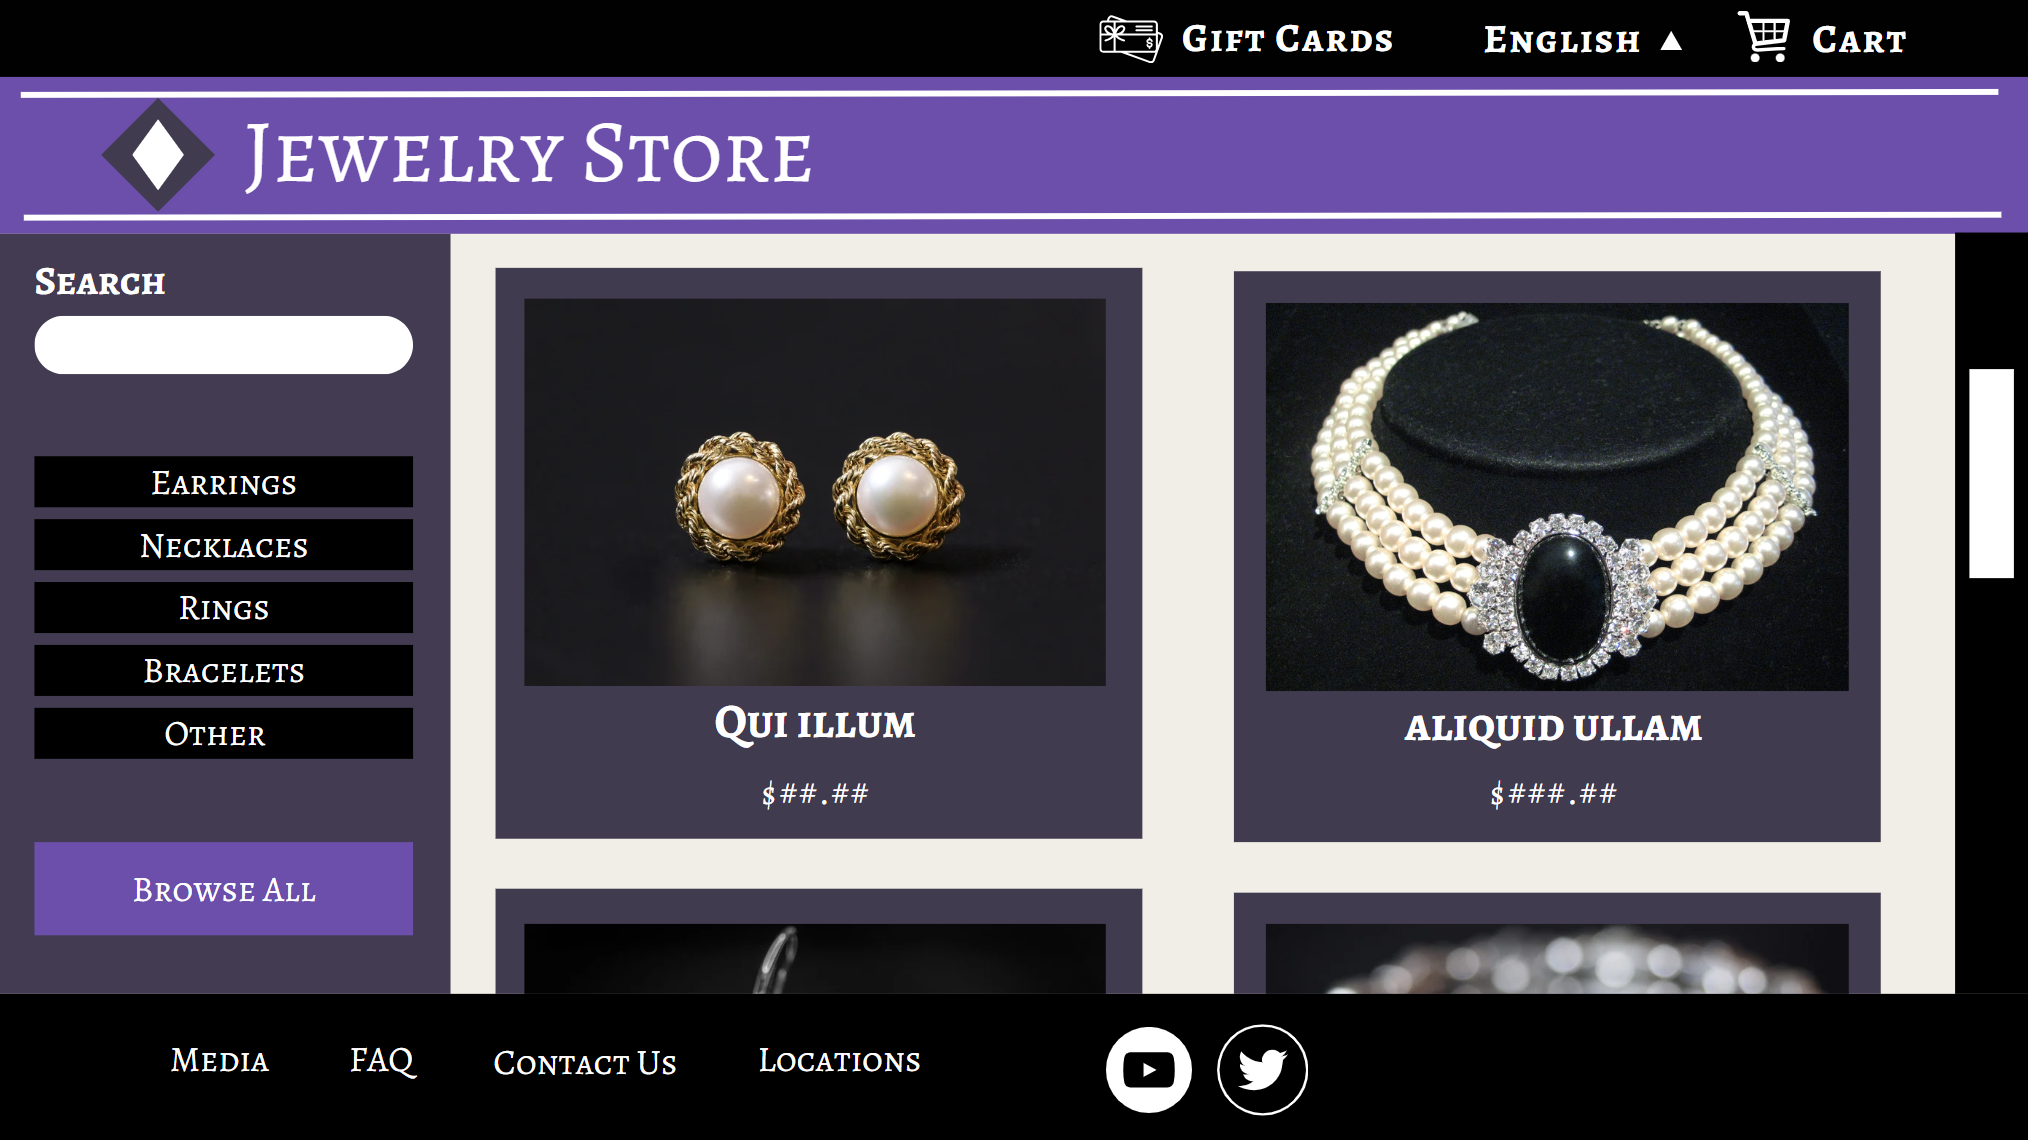 Gift Cards
English
Cart
Jewelry Store
Search
Earrings
Necklaces
Rings
Bracelets
Other
Browse All
Qui illum
$##.##
aliquid ullam
$###.##
Media
FAQ
Contact Us
Locations